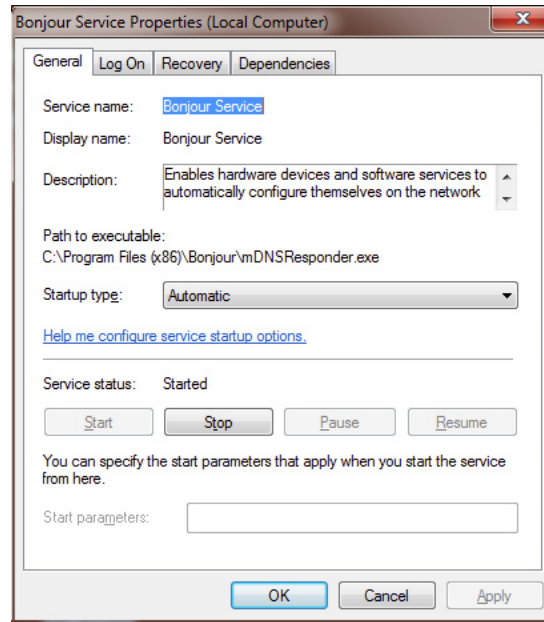 Bonjour Service Properties (Local Computer)
General Log On Recovery Dependencies
Service name: Bonjour Service
Display name: Bonjour Service
Description: Enables hardware devices and software services to
automatically configure themselves on the network
Path to executable:
C:\Program Files (x86)\Bonjour\mDNSResponder.exe
Startup type: Automatic
Help me configure service startup options.
Service status: Started
Start Stop Pause Resume
You can specify the start parameters that apply when you start the service
from here.
Start parameters:
OK Cancel Apply